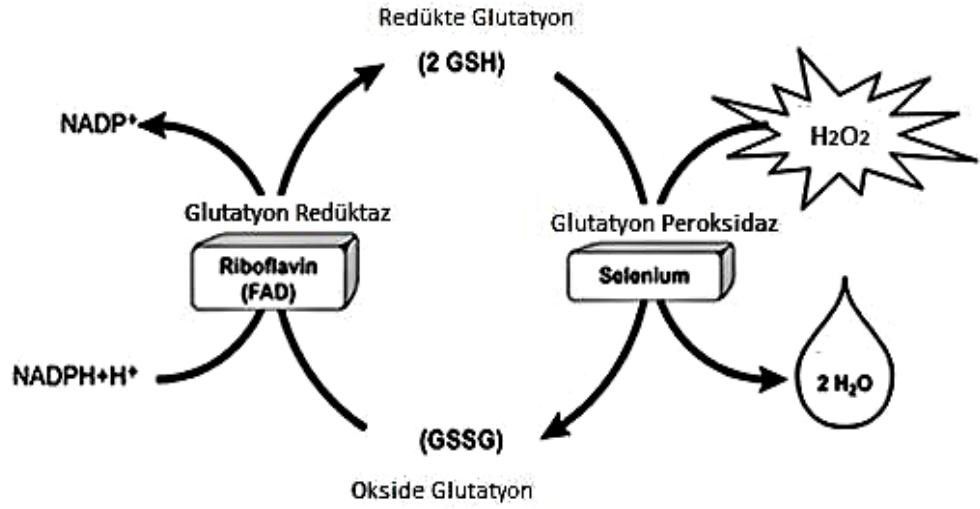 Redükte Glutatyon
(2 GSH)
NADP⁺
H2O2
Glutatyon Redüktaz
Glutatyon Peroksidaz
Riboflavin
(FAD)
Selenium
NADPH+H⁺
2 H₂O
(GSSG)
Okside Glutatyon